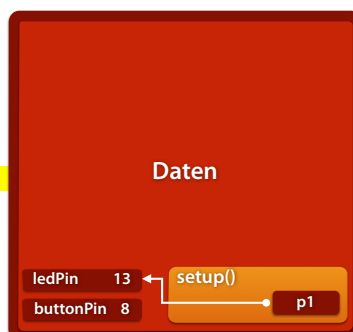 Daten
ledPin 13
setup()
buttonPin 8
p1